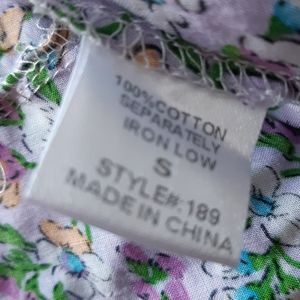 100%COTTON
SEPARATELY
IRON LOW
S
STYLE#:189
MADE IN CHINA